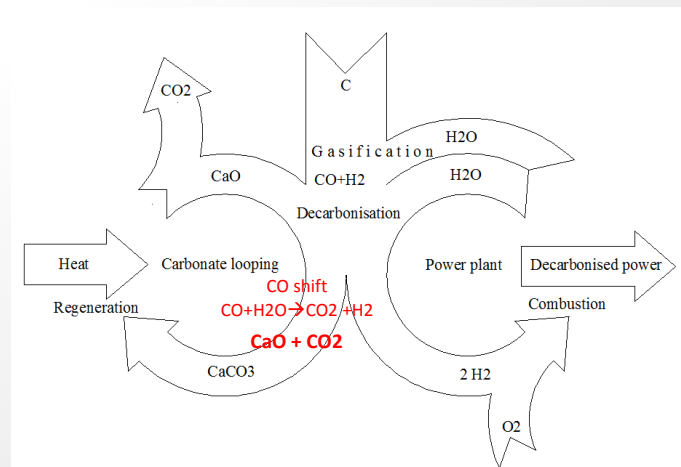 C
CO2
H2O
Gasification
CaO
CO+H2
H2O
Decarbonisation
Heat
Carbonate looping
Power plant
Decarbonised power
CO shift
Regeneration
CO+H2O→CO2 +H2
Combustion
CaO + CO2
CaCO3
2 H2
O2